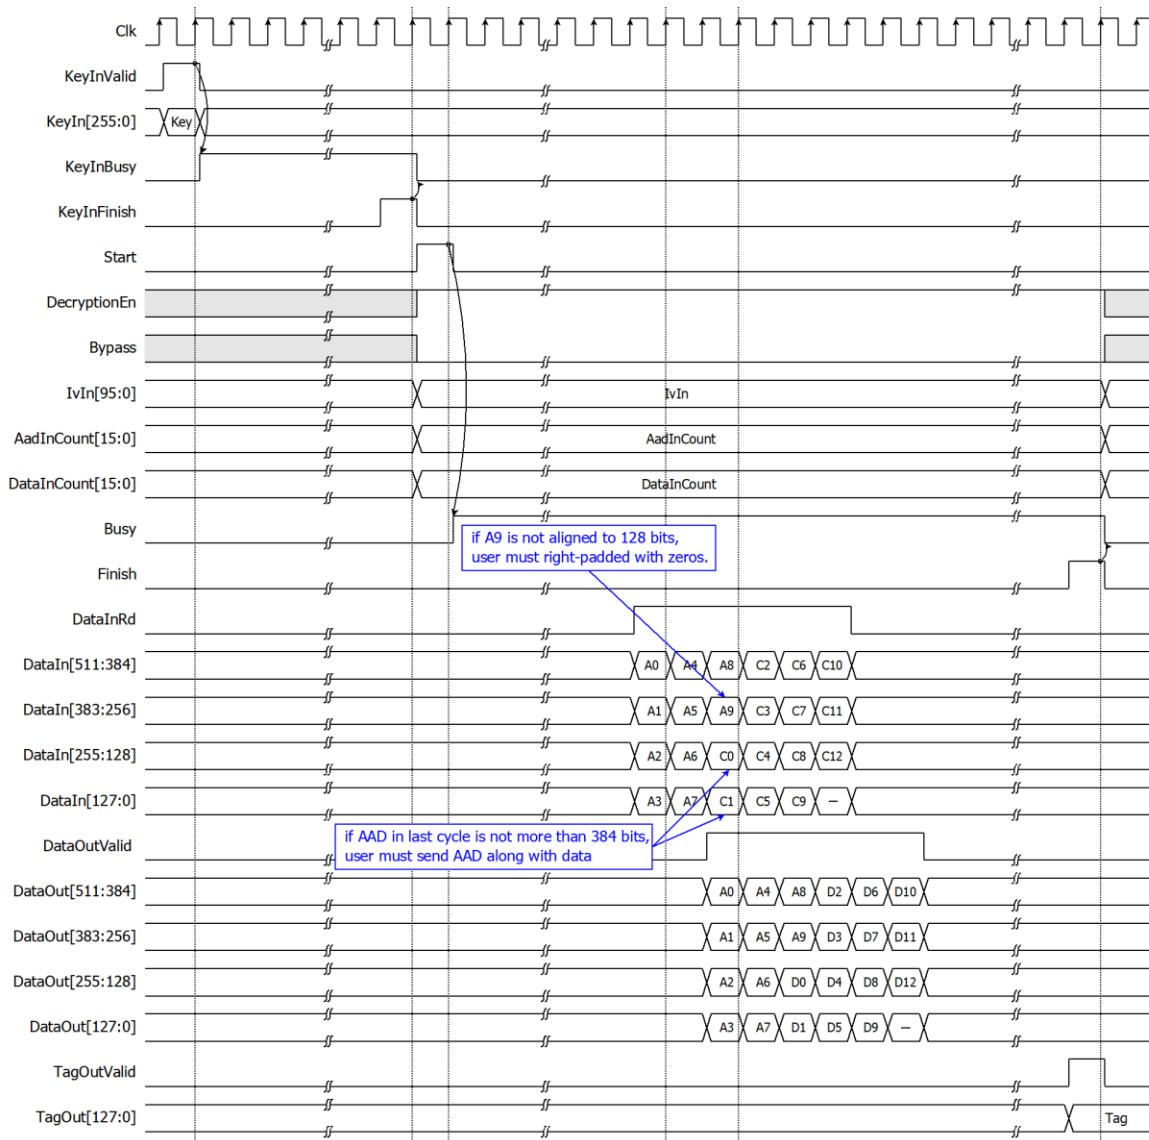 Clk
KeyInValid
KeyIn[255:0] Key
KeyInBusy
KeyInFinish
Start
DecryptionEn
Bypass
IvIn[95:0] IvIn
AadInCount[15:0] AadInCount
DataInCount[15:0] DataInCount
Busy
if A9 is not aligned to 128 bits,
user must right-padded with zeros.
Finish
DataInRd
DataIn[511:384] A0 A4 A8 C2 C6 C10
DataIn[383:256] A1 A5 A9 C3 C7 C11
DataIn[255:128] A2 A6 C0 C4 C8 C12
DataIn[127:0] A3 A7 C1 C5 C9 —
if AAD in last cycle is not more than 384 bits,
user must send AAD along with data
DataOutValid
DataOut[511:384] A0 A4 A8 D2 D6 D10
DataOut[383:256] A1 A5 A9 D3 D7 D11
DataOut[255:128] A2 A6 D0 D4 D8 D12
DataOut[127:0] A3 A7 D1 D5 D9 —
TagOutValid
TagOut[127:0] Tag